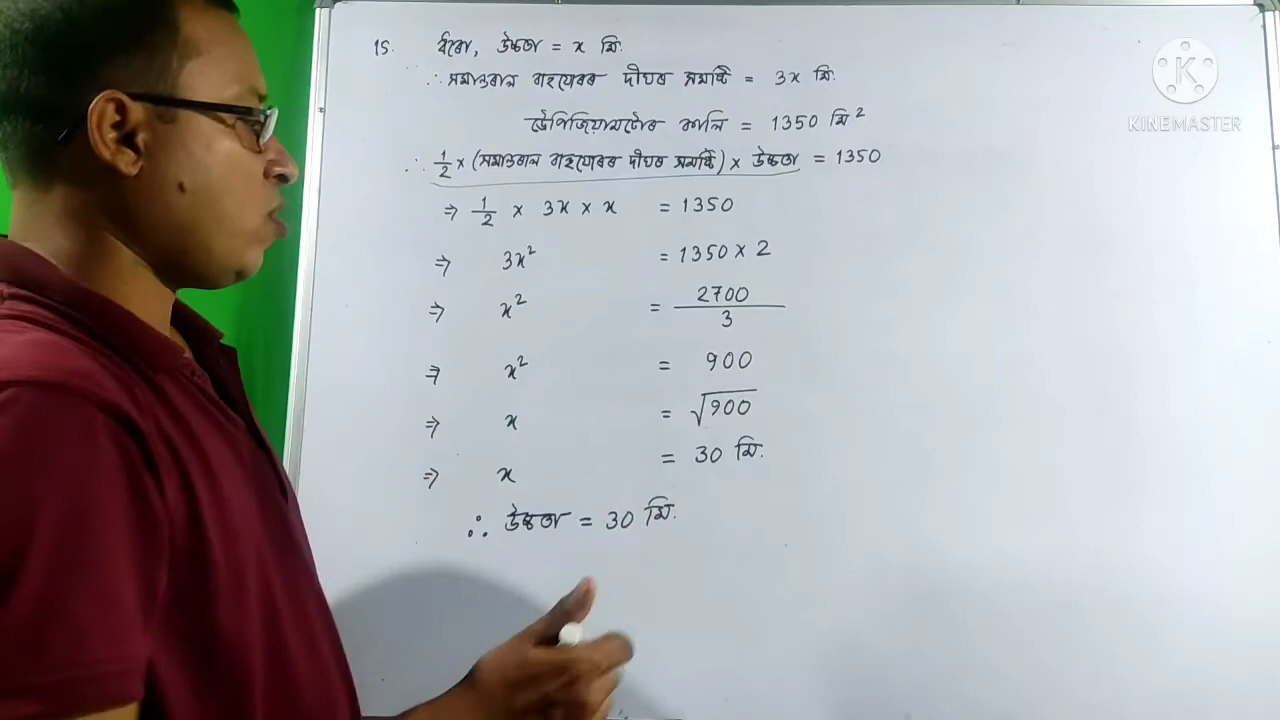 15. ধৰো, উচ্চতা = x মি.
∴ সমান্তৰাল বাহুযোৰৰ দীঘৰ সমষ্টি = 3x মি.
ট্ৰেপিজিয়ামটোৰ কালি = 1350 মি²
∴ 1/2 × (সমান্তৰাল বাহুযোৰৰ দীঘৰ সমষ্টি) × উচ্চতা = 1350
⇒ 1/2 × 3x × x = 1350
⇒ 3x² = 1350 × 2
⇒ x² = 2700/3
⇒ x² = 900
⇒ x = √900
⇒ x = 30 মি.
∴ উচ্চতা = 30 মি.
K
KINEMASTER